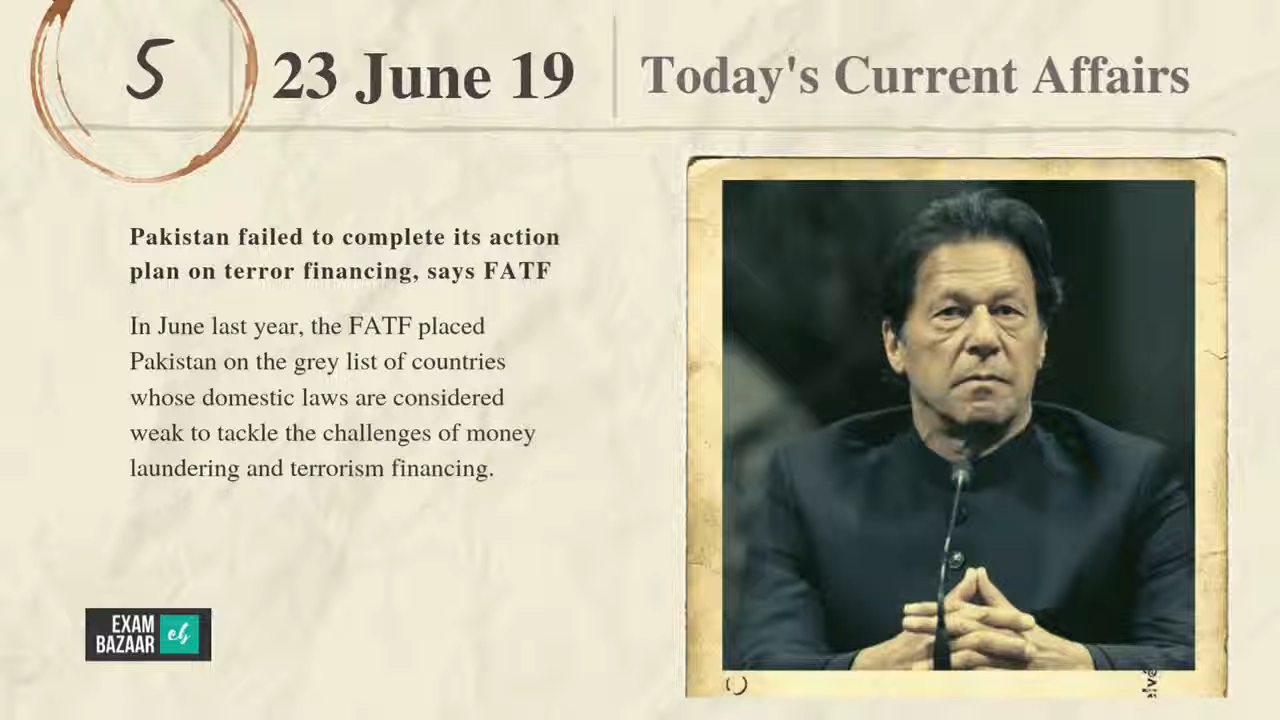 5
23 June 19
Today's Current Affairs
Pakistan failed to complete its action
plan on terror financing, says FATF
In June last year, the FATF placed
Pakistan on the grey list of countries
whose domestic laws are considered
weak to tackle the challenges of money
laundering and terrorism financing.
EXAM
BAZAAR
eb